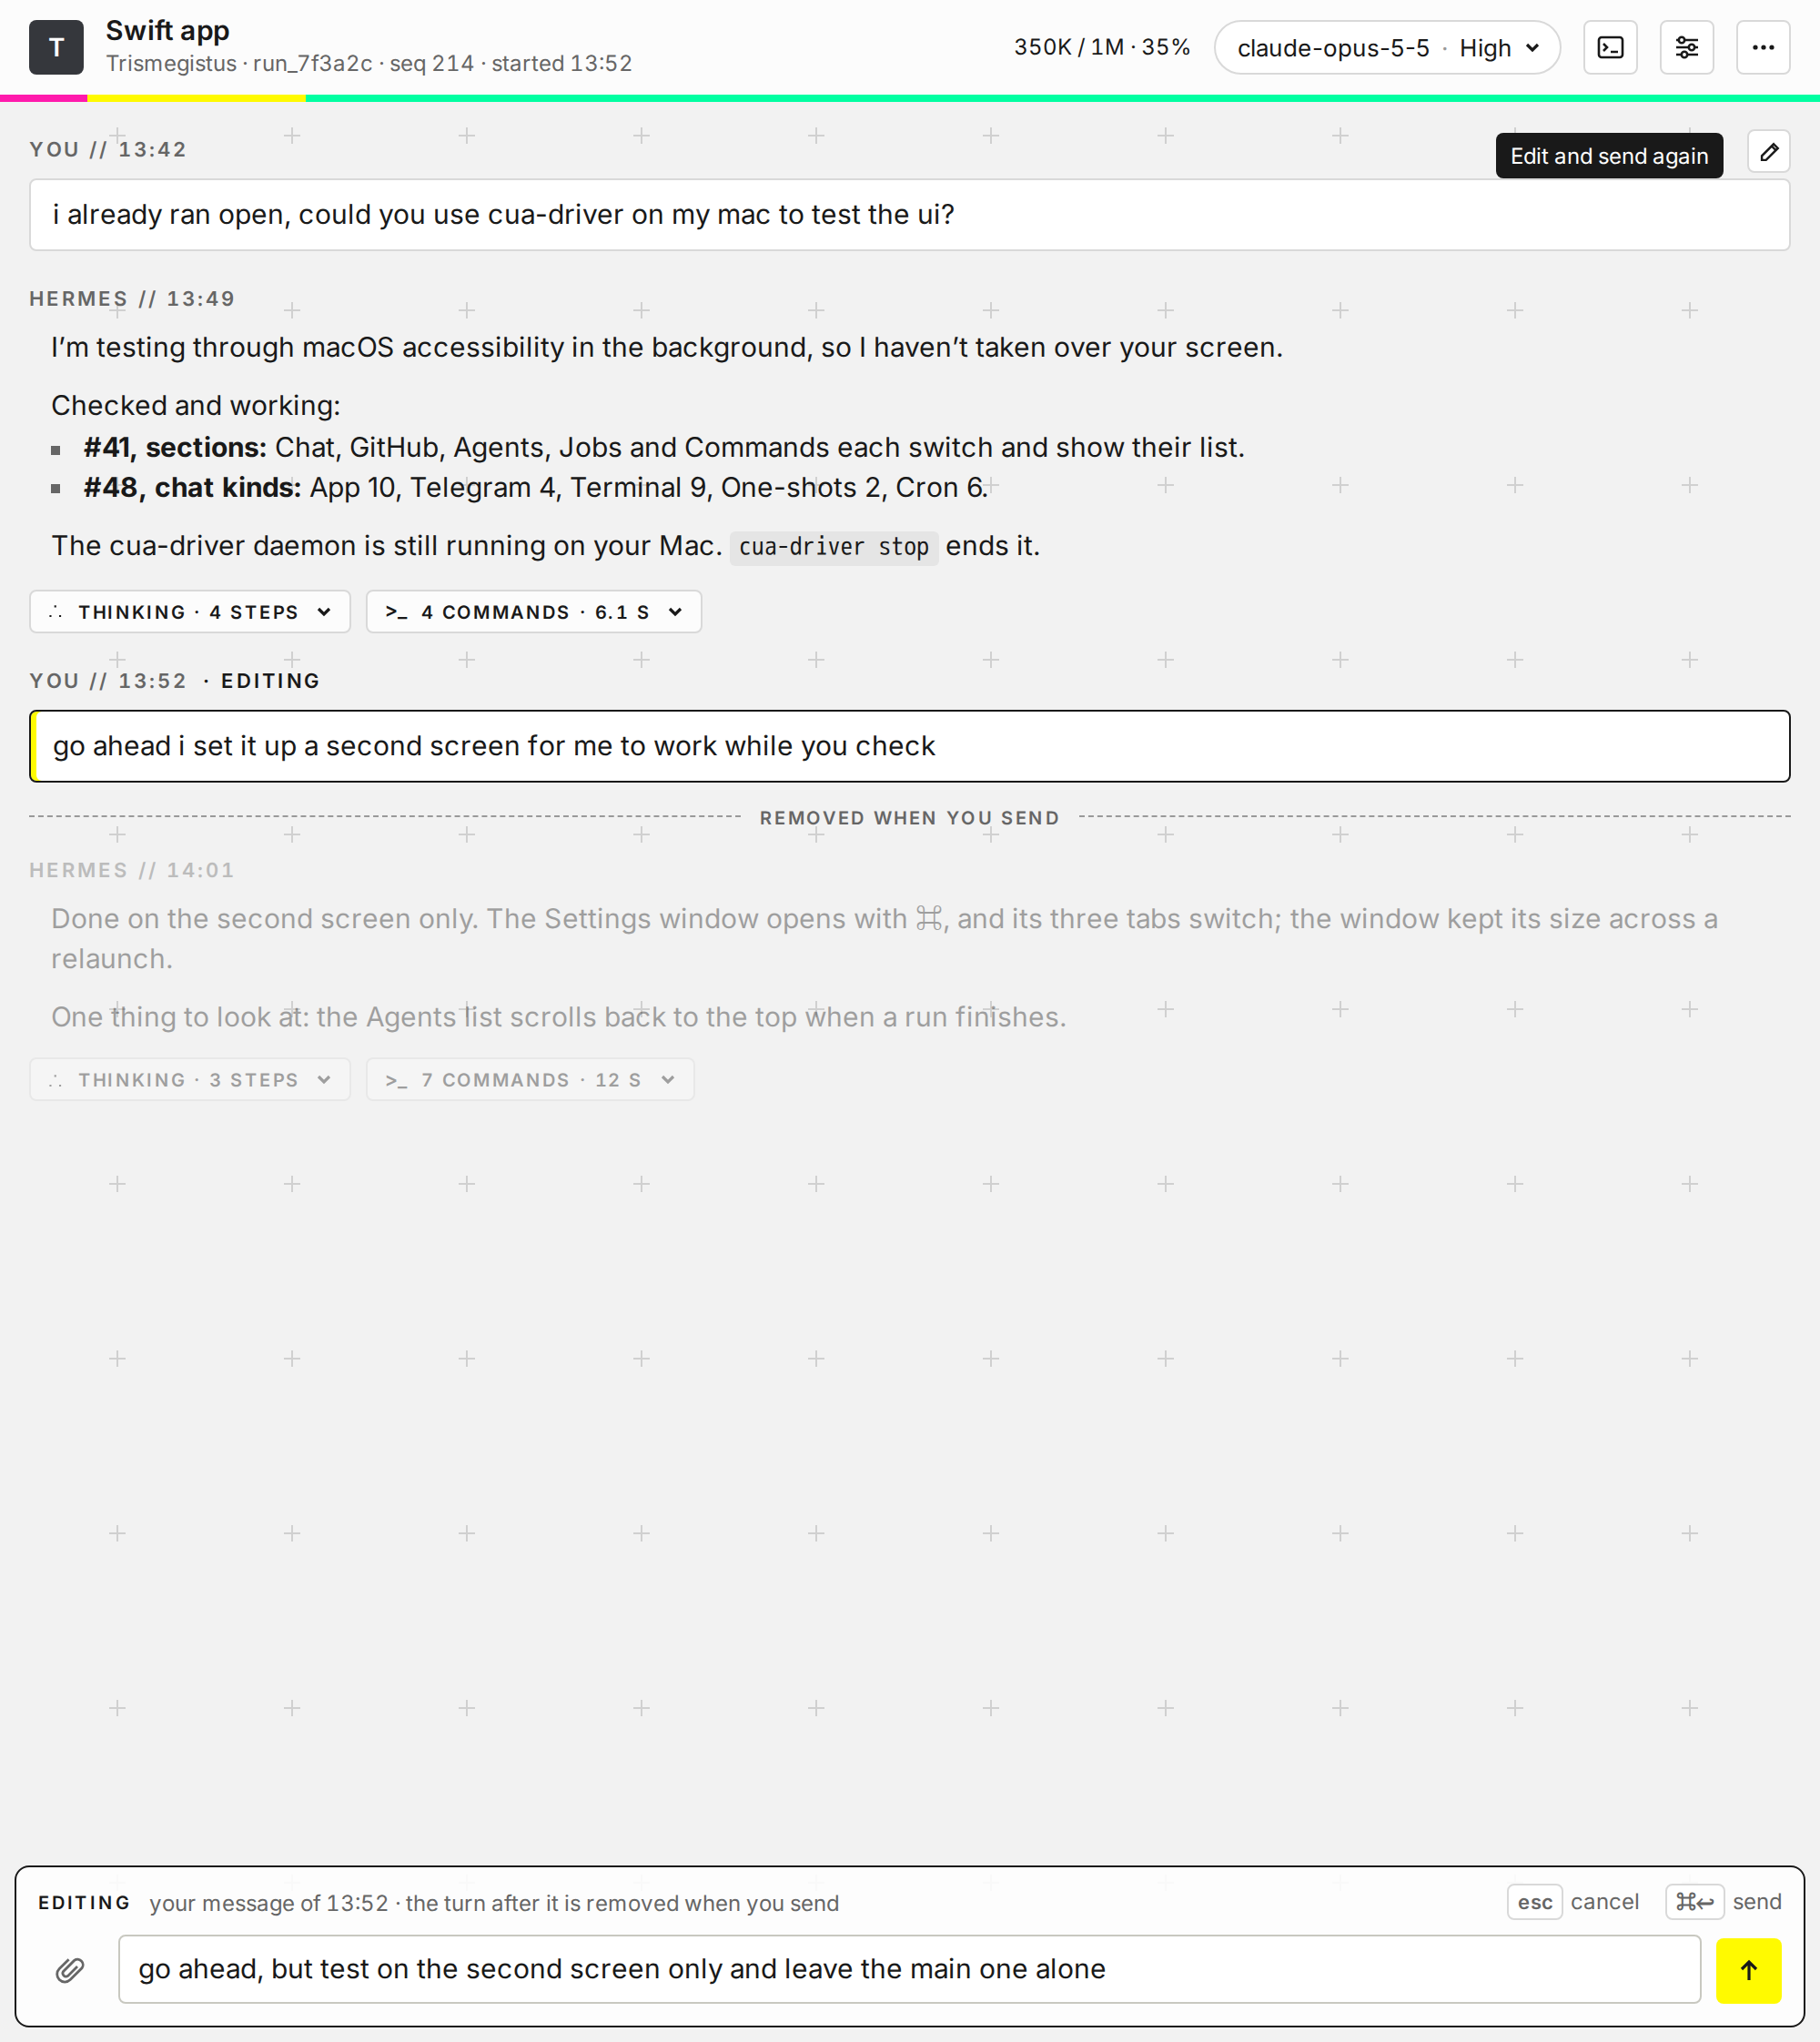 T
Swift app
Trismegistus · run_7f3a2c · seq 214 · started 13:52
350K / 1M · 35%
claude-opus-5-5 · High
YOU // 13:42
Edit and send again
i already ran open, could you use cua-driver on my mac to test the ui?
HERMES // 13:49
I’m testing through macOS accessibility in the background, so I haven’t taken over your screen.
Checked and working:
#41, sections: Chat, GitHub, Agents, Jobs and Commands each switch and show their list.
#48, chat kinds: App 10, Telegram 4, Terminal 9, One-shots 2, Cron 6.
The cua-driver daemon is still running on your Mac. cua-driver stop ends it.
∴ THINKING · 4 STEPS
>_ 4 COMMANDS · 6.1 S
YOU // 13:52 · EDITING
go ahead i set it up a second screen for me to work while you check
REMOVED WHEN YOU SEND
HERMES // 14:01
Done on the second screen only. The Settings window opens with ⌘, and its three tabs switch; the window kept its size across a
relaunch.
One thing to look at: the Agents list scrolls back to the top when a run finishes.
∴ THINKING · 3 STEPS
>_ 7 COMMANDS · 12 S
EDITING your message of 13:52 · the turn after it is removed when you send
esc cancel ⌘↩ send
go ahead, but test on the second screen only and leave the main one alone